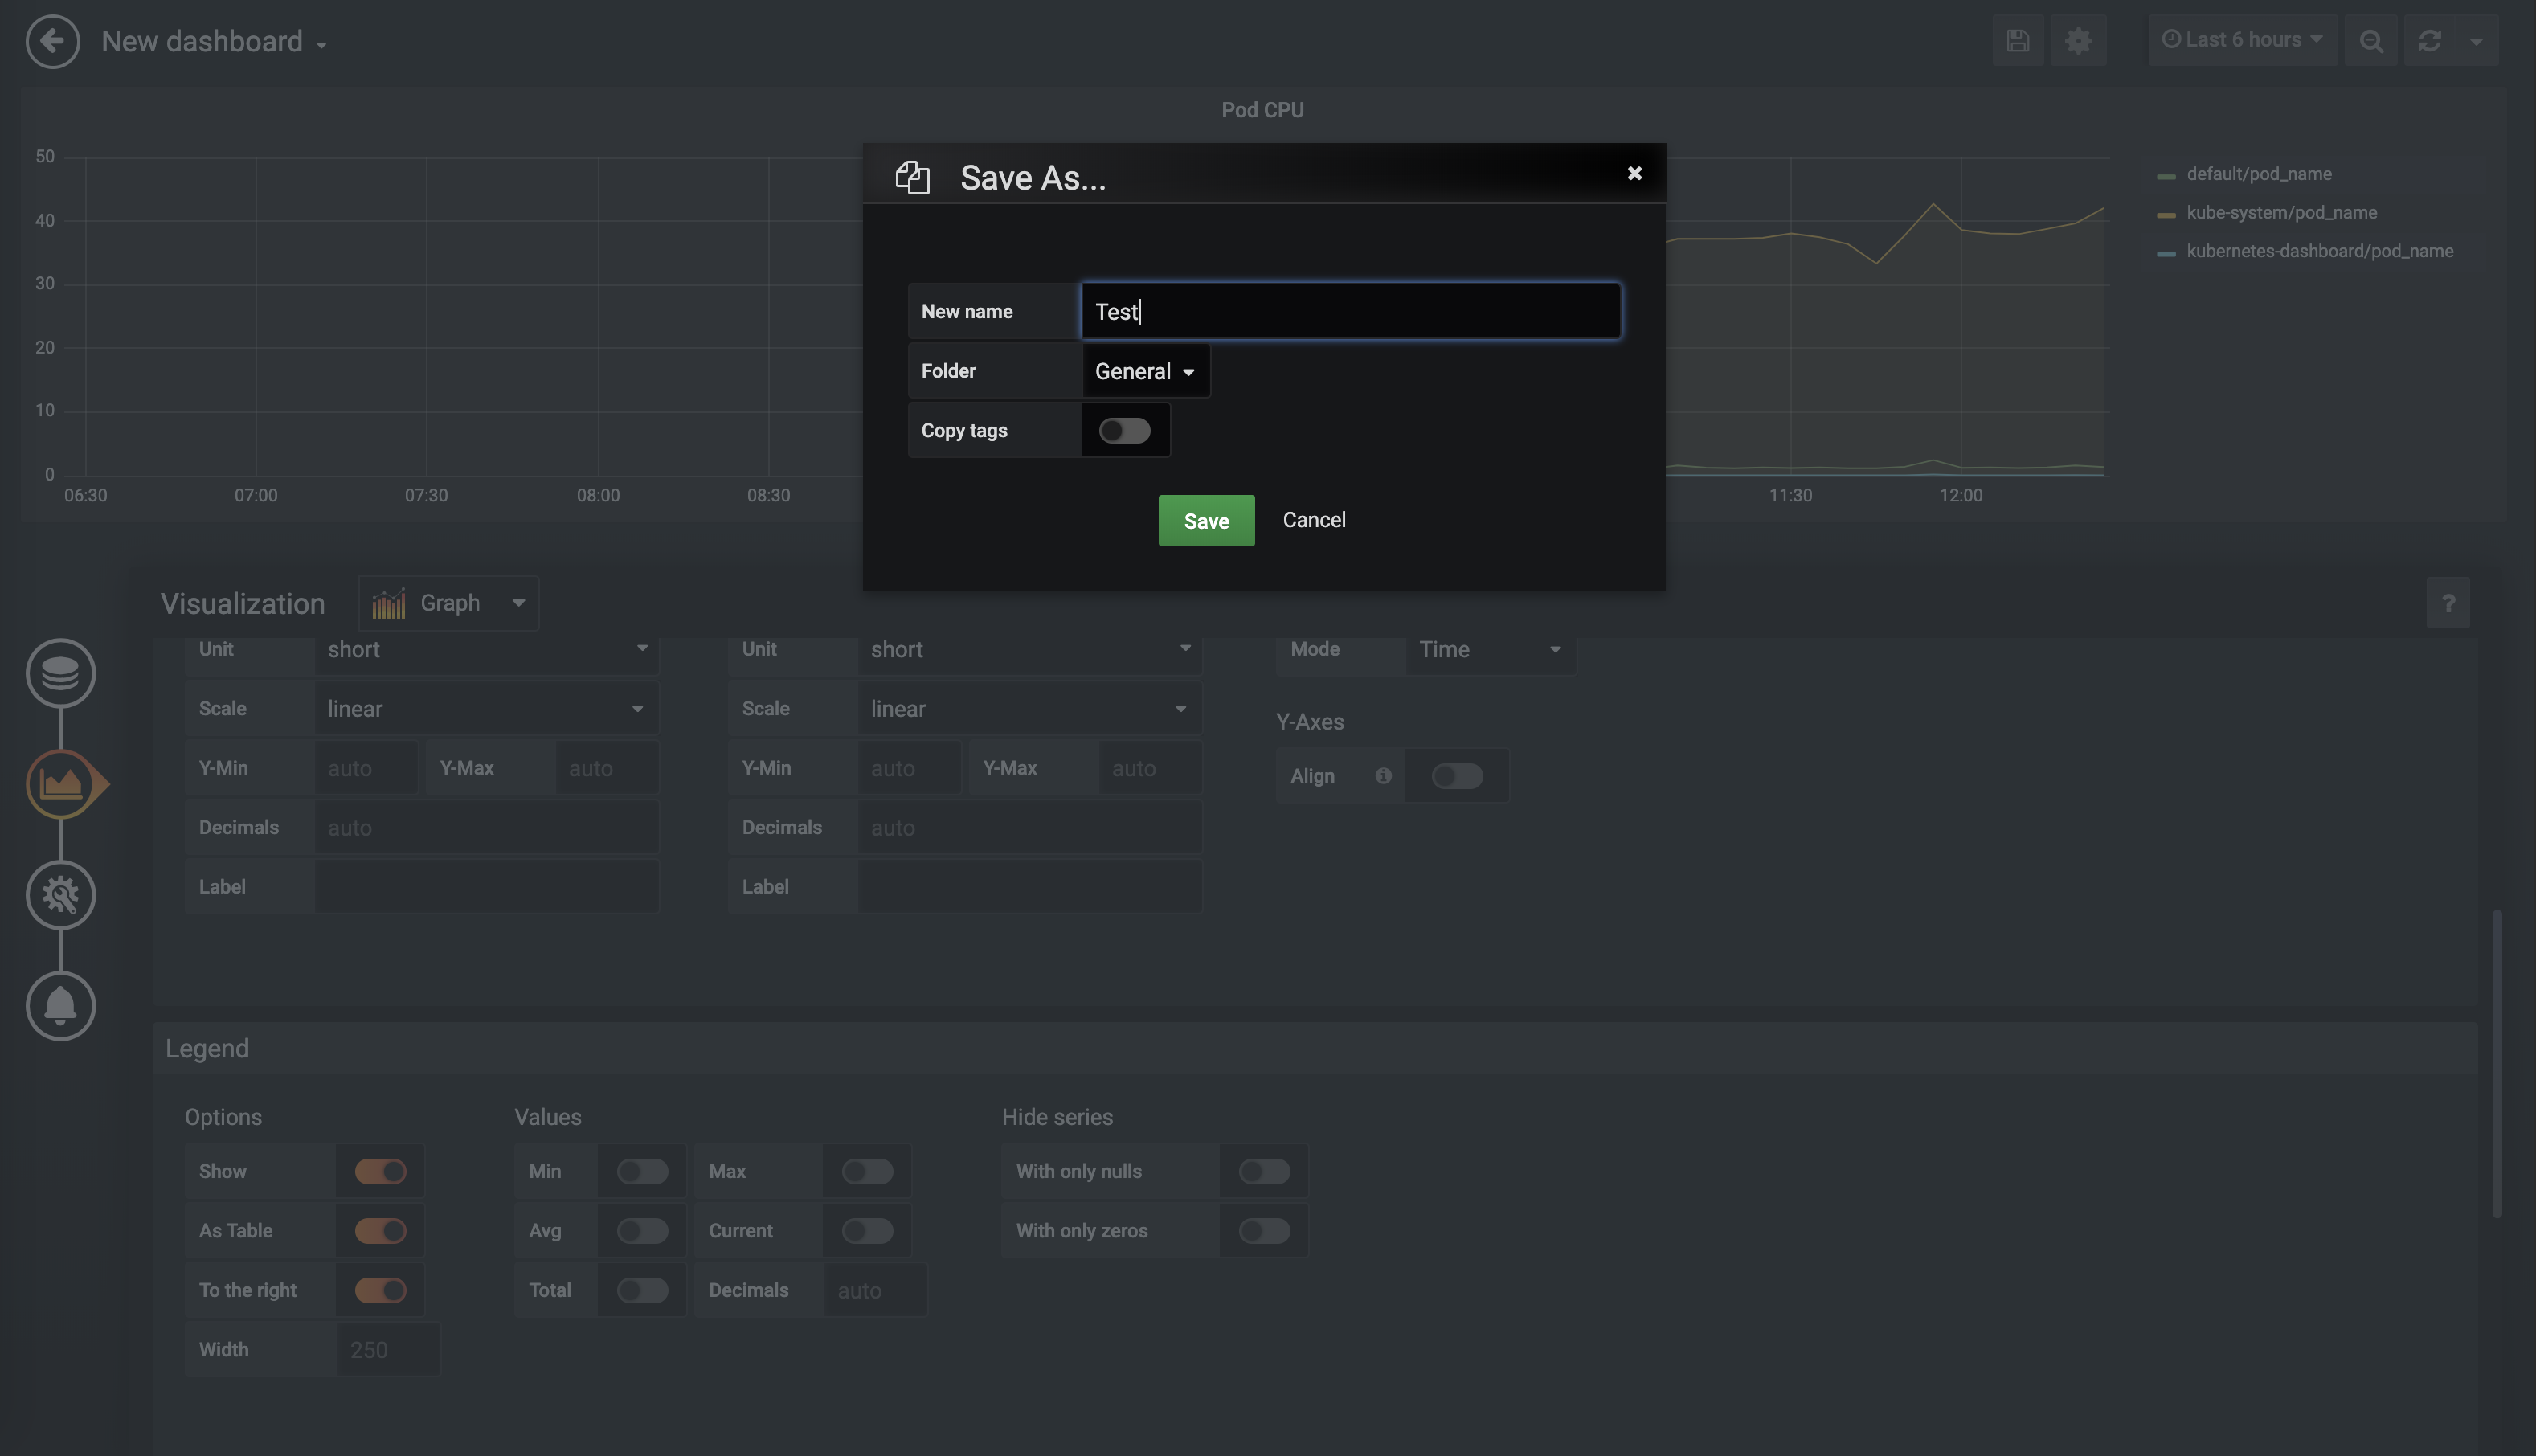 New dashboard
Last 6 hours
Pod CPU
50
40
30
20
10
0
06:30 07:00 07:30 08:00 08:30 11:30 12:00
default/pod_name
kube-system/pod_name
kubernetes-dashboard/pod_name
Save As...
New name Test
Folder General
Copy tags
Save Cancel
Visualization Graph ?
Unit short Unit short Mode Time
Scale linear Scale linear
Y-Axes
Y-Min auto Y-Max auto Y-Min auto Y-Max auto
Align
Decimals auto Decimals auto
Label Label
Legend
Options Values Hide series
Show Min Max With only nulls
As Table Avg Current With only zeros
To the right Total Decimals auto
Width 250